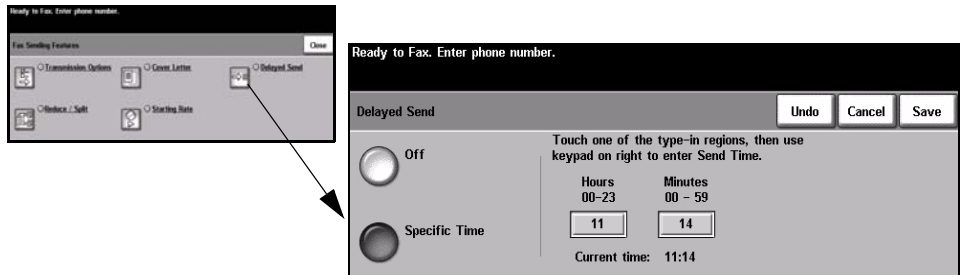 Ready to Fax. Enter phone number.
Fax Sending Features
Close
Transmission Options
Cover Letter
Delayed Send
Reduce / Split
Starting Rate
Ready to Fax. Enter phone number.
Delayed Send
Undo
Cancel
Save
Off
Specific Time
Touch one of the type-in regions, then use
keypad on right to enter Send Time.
Hours Minutes
00-23 00 - 59
11 14
Current time: 11:14